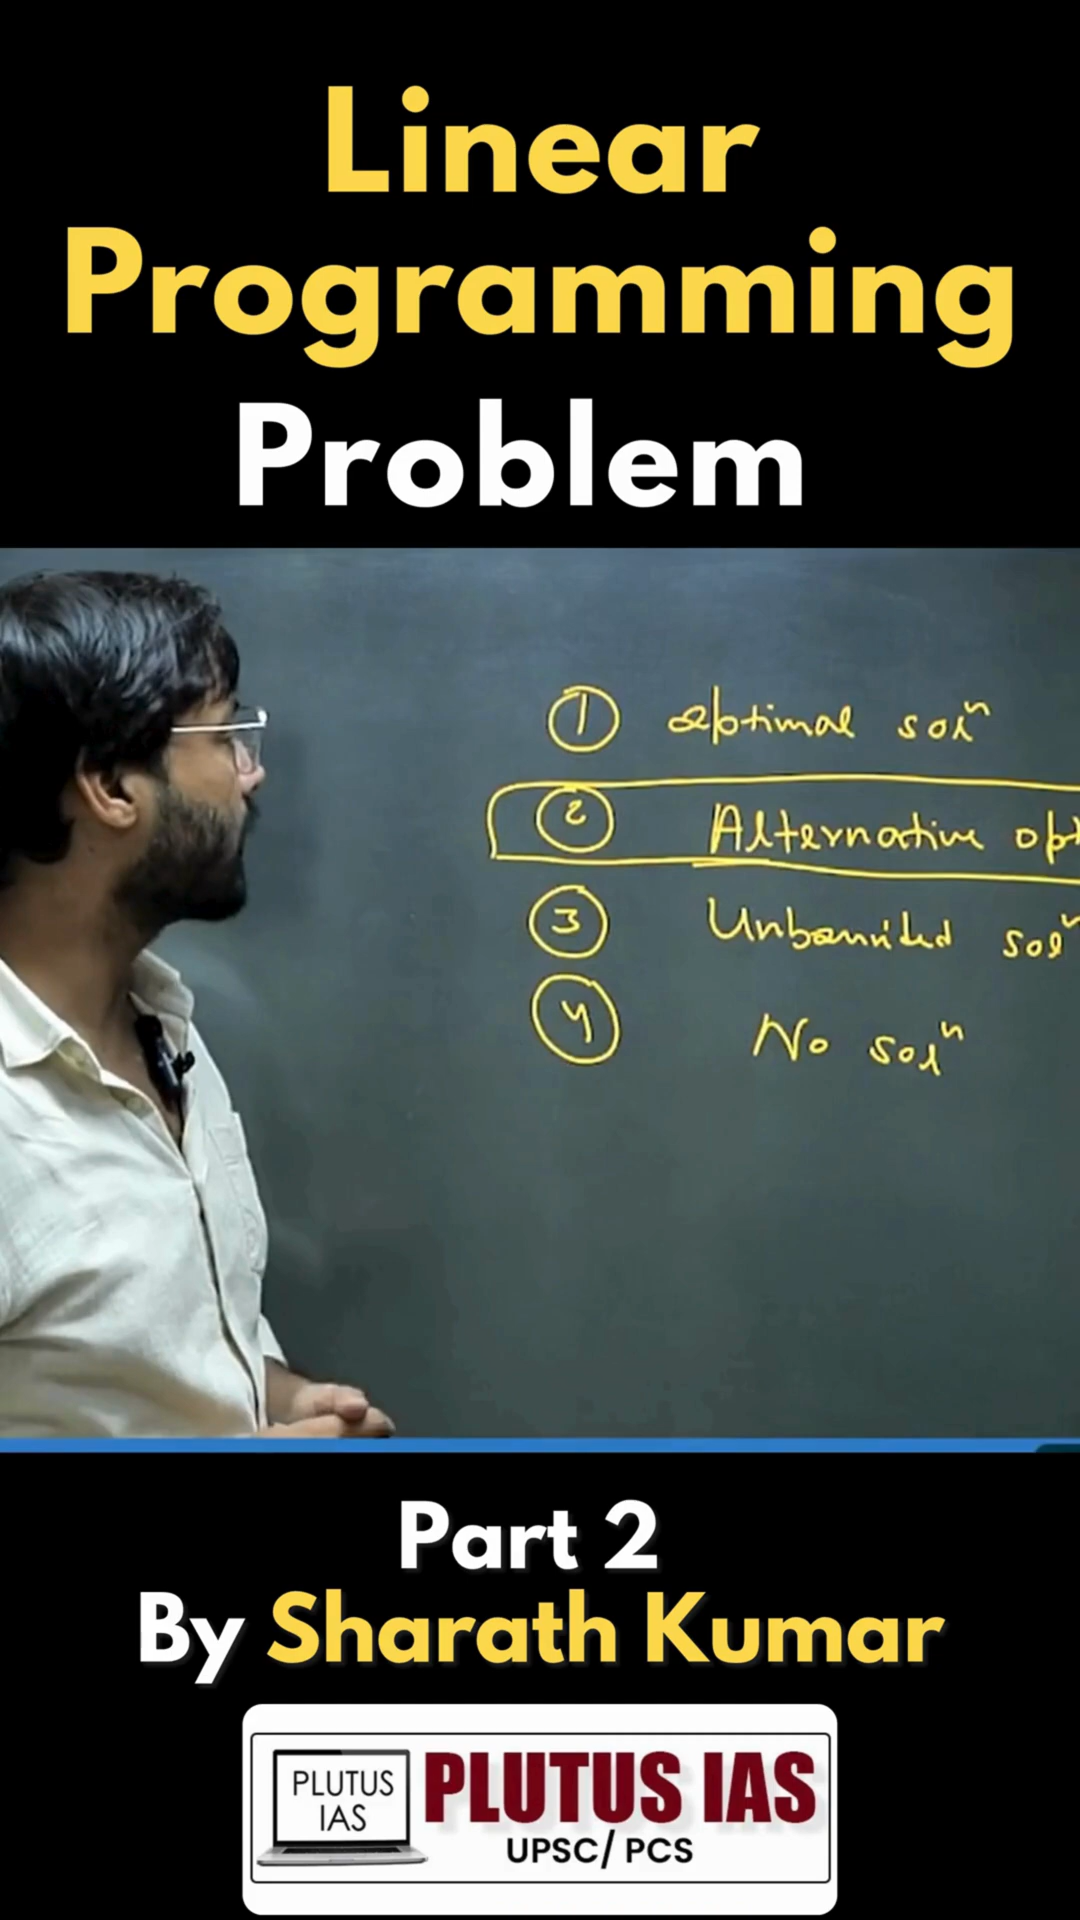 Linear
Programming
Problem
① optimal solⁿ
② Alternative opt
③ Unbounded solⁿ
④ No solⁿ
Part 2
By Sharath Kumar
PLUTUS
IAS
PLUTUS IAS
UPSC/ PCS